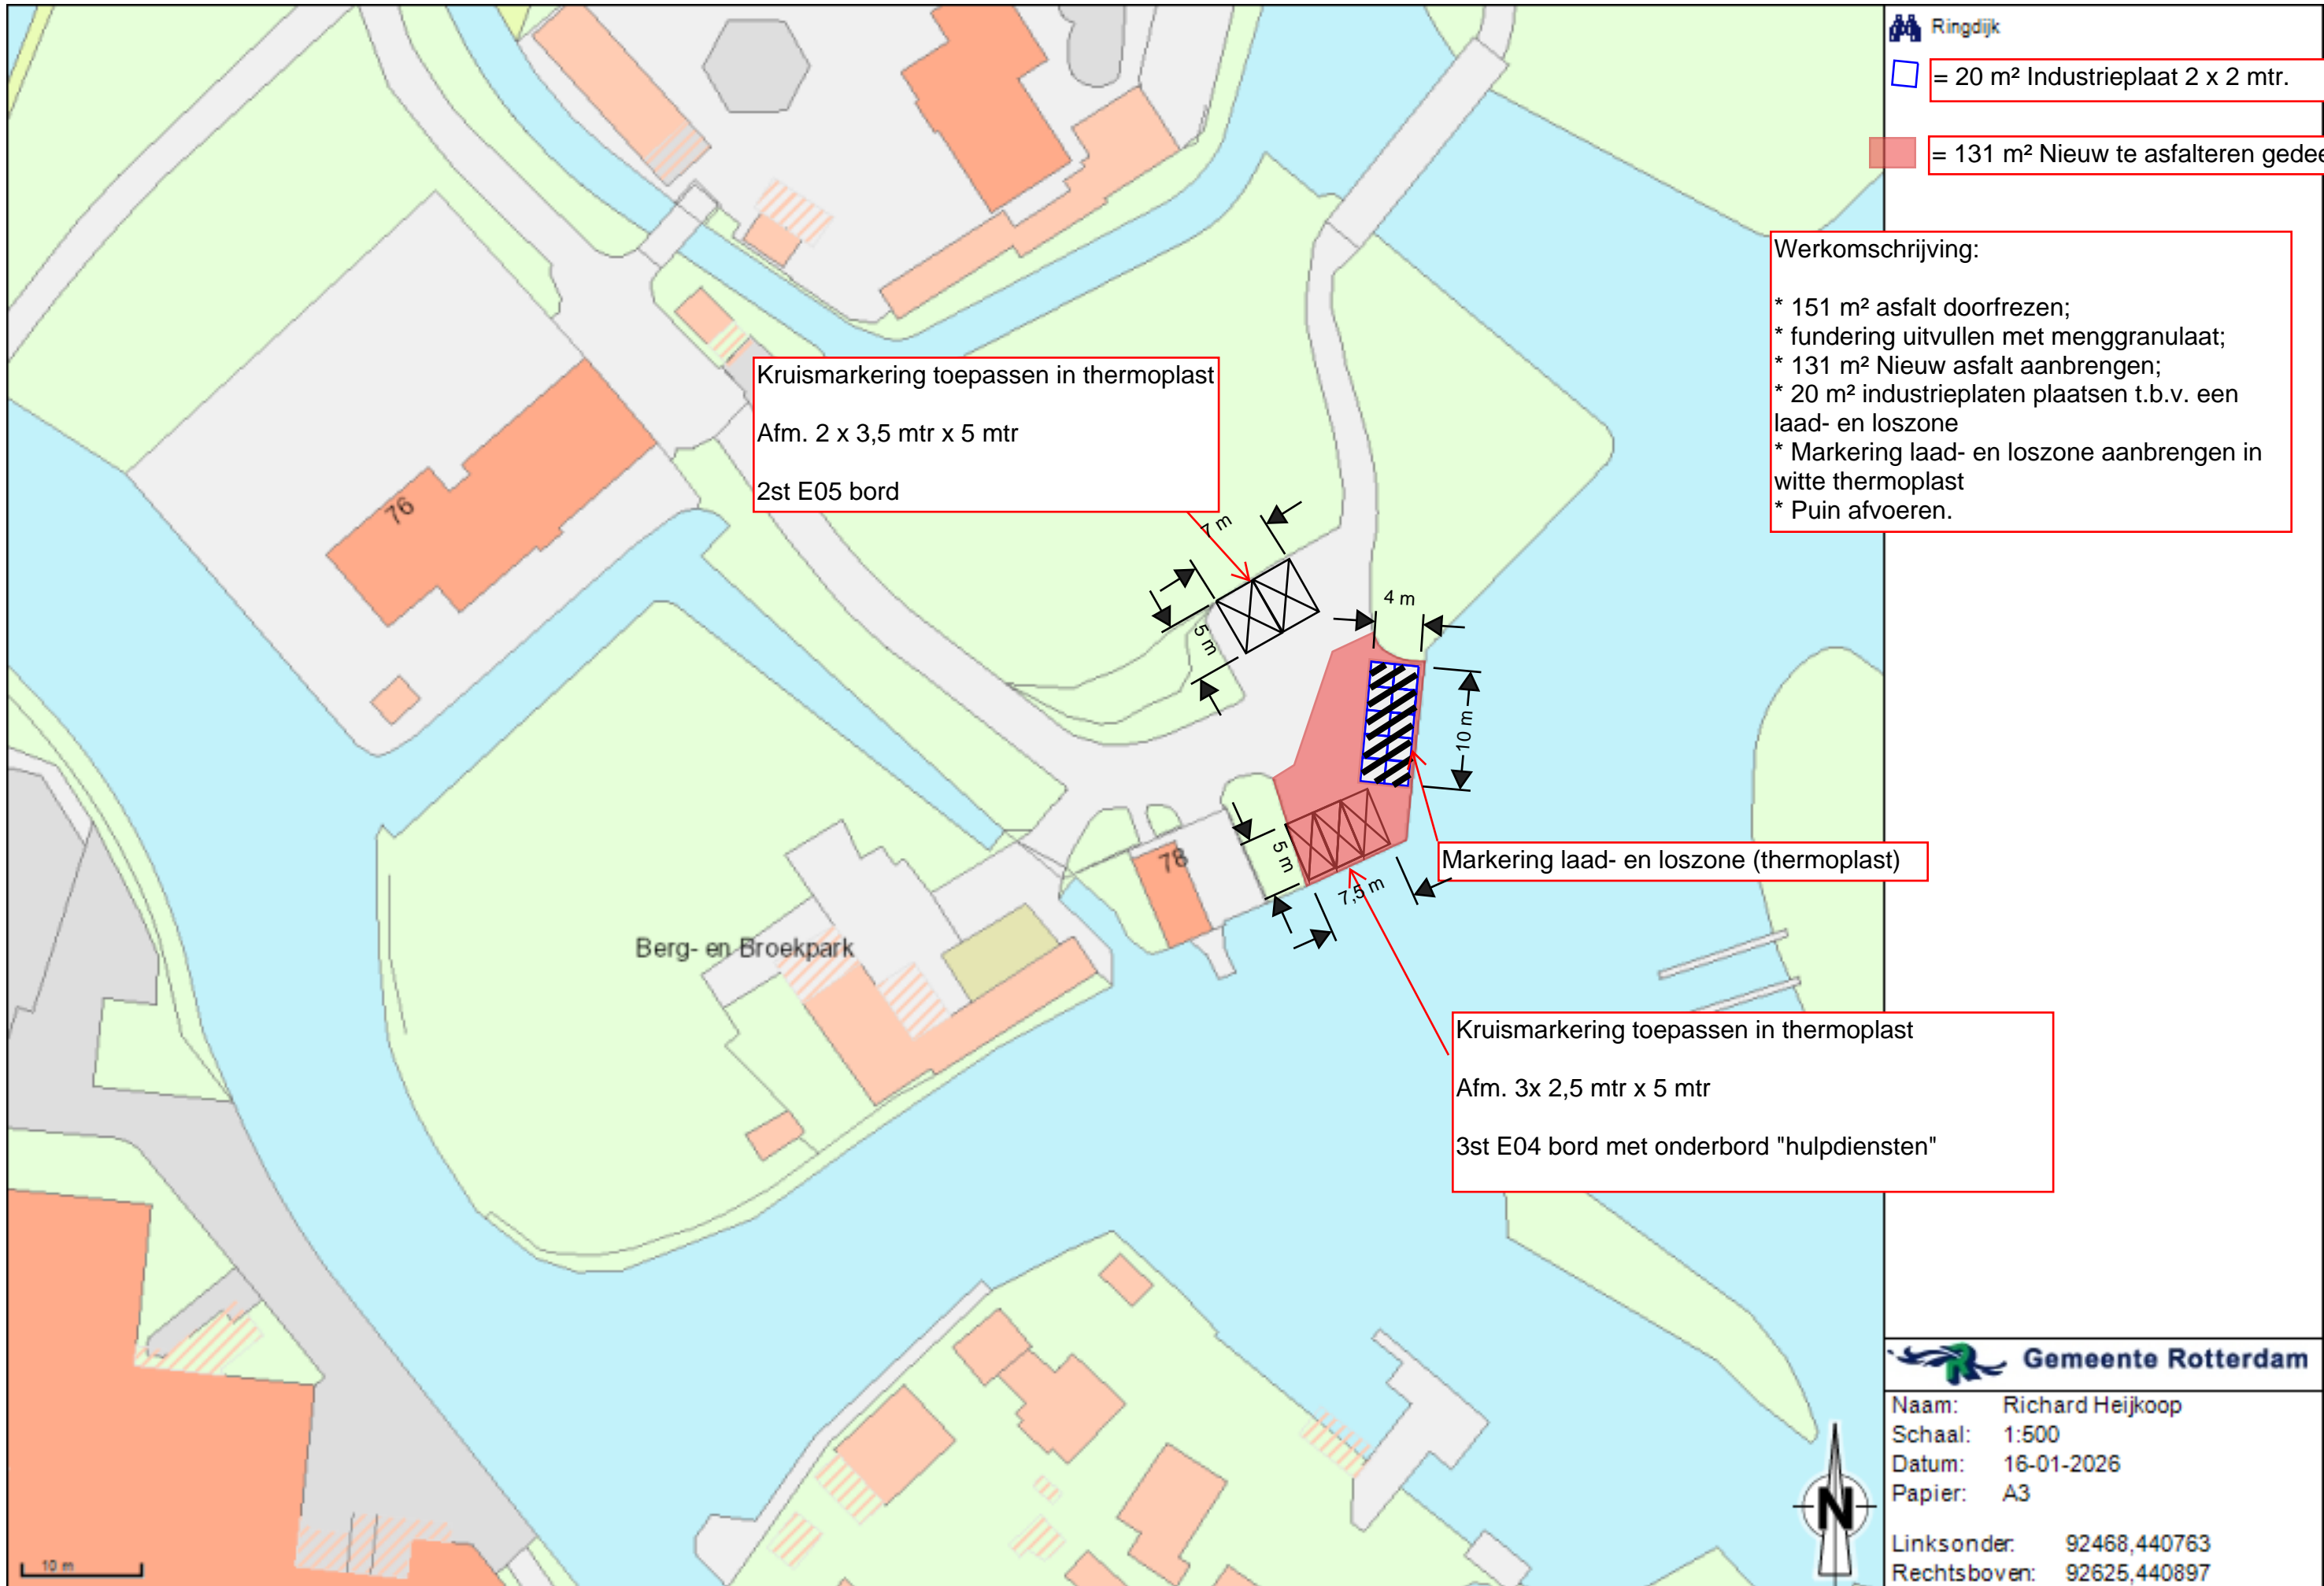 Ringdijk
= 20 m² Industrieplaat 2 x 2 mtr.
= 131 m² Nieuw te asfalteren gedee
Werkomschrijving:
* 151 m² asfalt doorfrezen;
* fundering uitvullen met menggranulaat;
* 131 m² Nieuw asfalt aanbrengen;
* 20 m² industrieplaten plaatsen t.b.v. een
laad- en loszone
* Markering laad- en loszone aanbrengen in
witte thermoplast
* Puin afvoeren.
Kruismarkering toepassen in thermoplast
Afm. 2 x 3,5 mtr x 5 mtr
2st E05 bord
76
7 m
5 m
4 m
10 m
78
5 m
7,5 m
Markering laad- en loszone (thermoplast)
Berg- en Broekpark
Kruismarkering toepassen in thermoplast
Afm. 3x 2,5 mtr x 5 mtr
3st E04 bord met onderbord "hulpdiensten"
Gemeente Rotterdam
Naam: Richard Heijkoop
Schaal: 1:500
Datum: 16-01-2026
Papier: A3
Linksonder: 92468,440763
Rechtsboven: 92625,440897
N
10 m